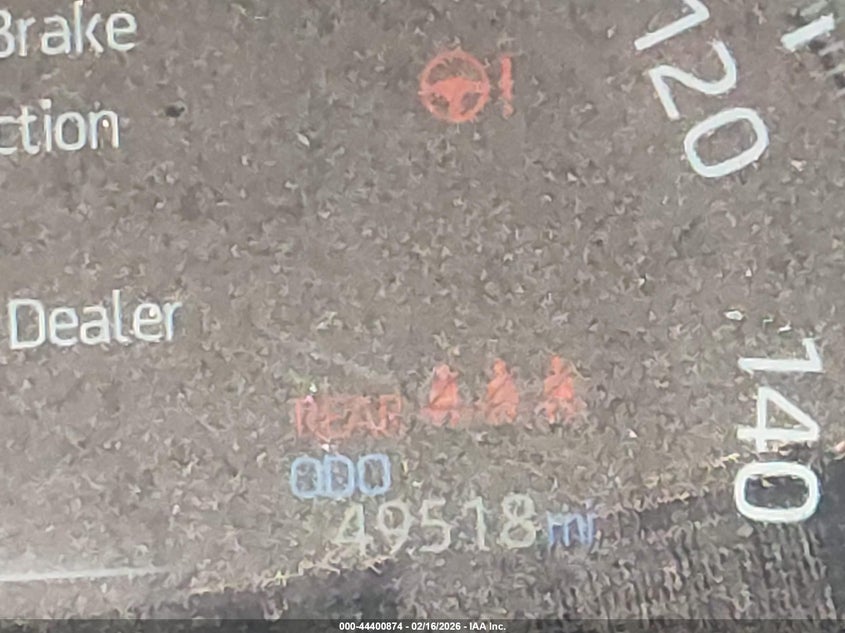 Brake
ction
Dealer
120
140
REAR
ODO
49518 mi
000-44400874 - 02/16/2026 - IAA Inc.